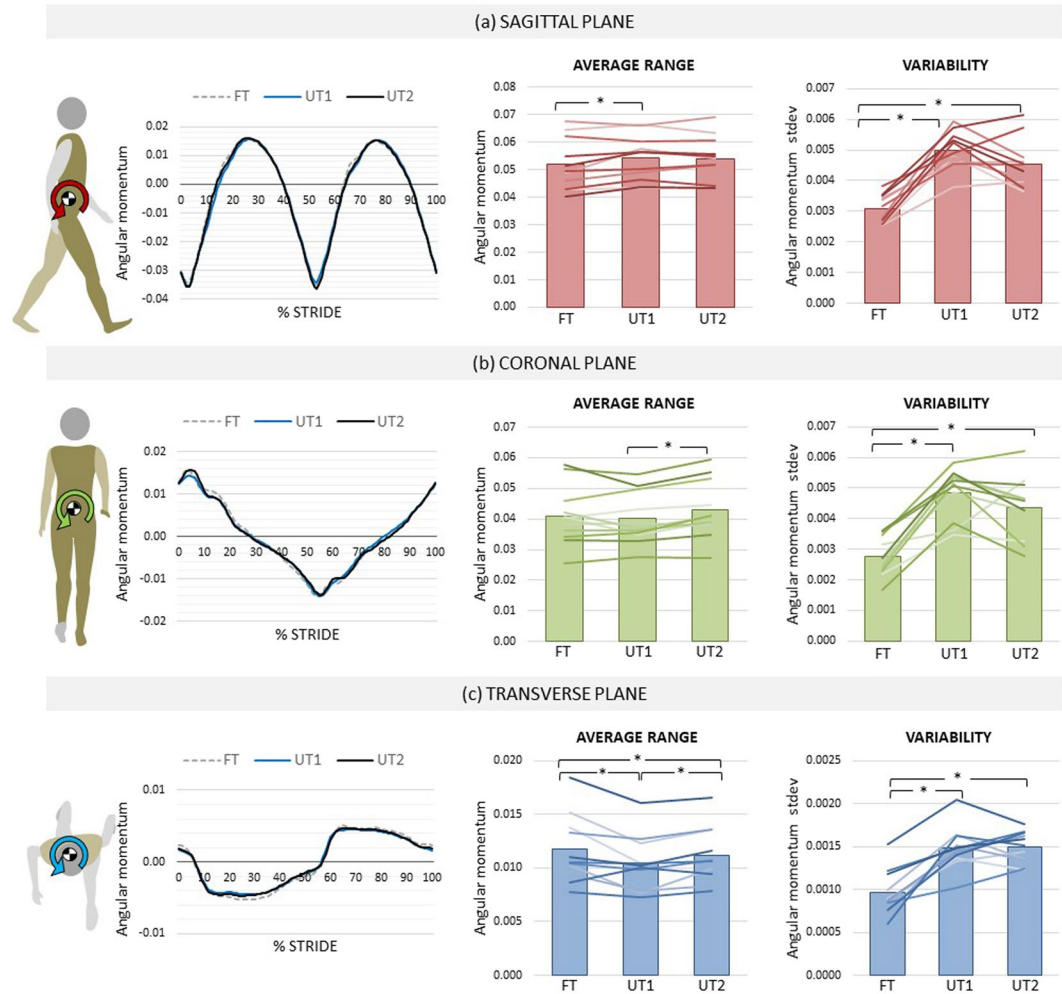 (a) SAGITTAL PLANE
FT UT1 UT2
Angular momentum
0.02
0.01
0.00
-0.01
-0.03
-0.04
0 10 20 30 40 50 60 70 80 90 100
% STRIDE
AVERAGE RANGE
Angular momentum
0.08
0.07
0.06
0.05
0.04
0.03
0.02
0.01
0.00
*
FT UT1 UT2
VARIABILITY
Angular momentum stdev
0.007
0.006
0.005
0.004
0.003
0.002
0.001
0.000
*
*
FT UT1 UT2
(b) CORONAL PLANE
FT UT1 UT2
Angular momentum
0.02
0.01
0.00
-0.01
-0.02
0 10 20 30 40 50 60 70 80 90 100
% STRIDE
AVERAGE RANGE
Angular momentum
0.07
0.06
0.05
0.04
0.03
0.02
0.01
0.00
*
FT UT1 UT2
VARIABILITY
Angular momentum stdev
0.007
0.006
0.005
0.004
0.003
0.002
0.001
0.000
*
*
FT UT1 UT2
(c) TRANSVERSE PLANE
FT UT1 UT2
Angular momentum
0.01
0.00
-0.01
0 10 20 30 40 50 60 70 80 90 100
% STRIDE
AVERAGE RANGE
Angular momentum
0.020
0.015
0.010
0.005
0.000
*
* *
FT UT1 UT2
VARIABILITY
Angular momentum stdev
0.0025
0.0020
0.0015
0.0010
0.0005
0.0000
*
*
FT UT1 UT2